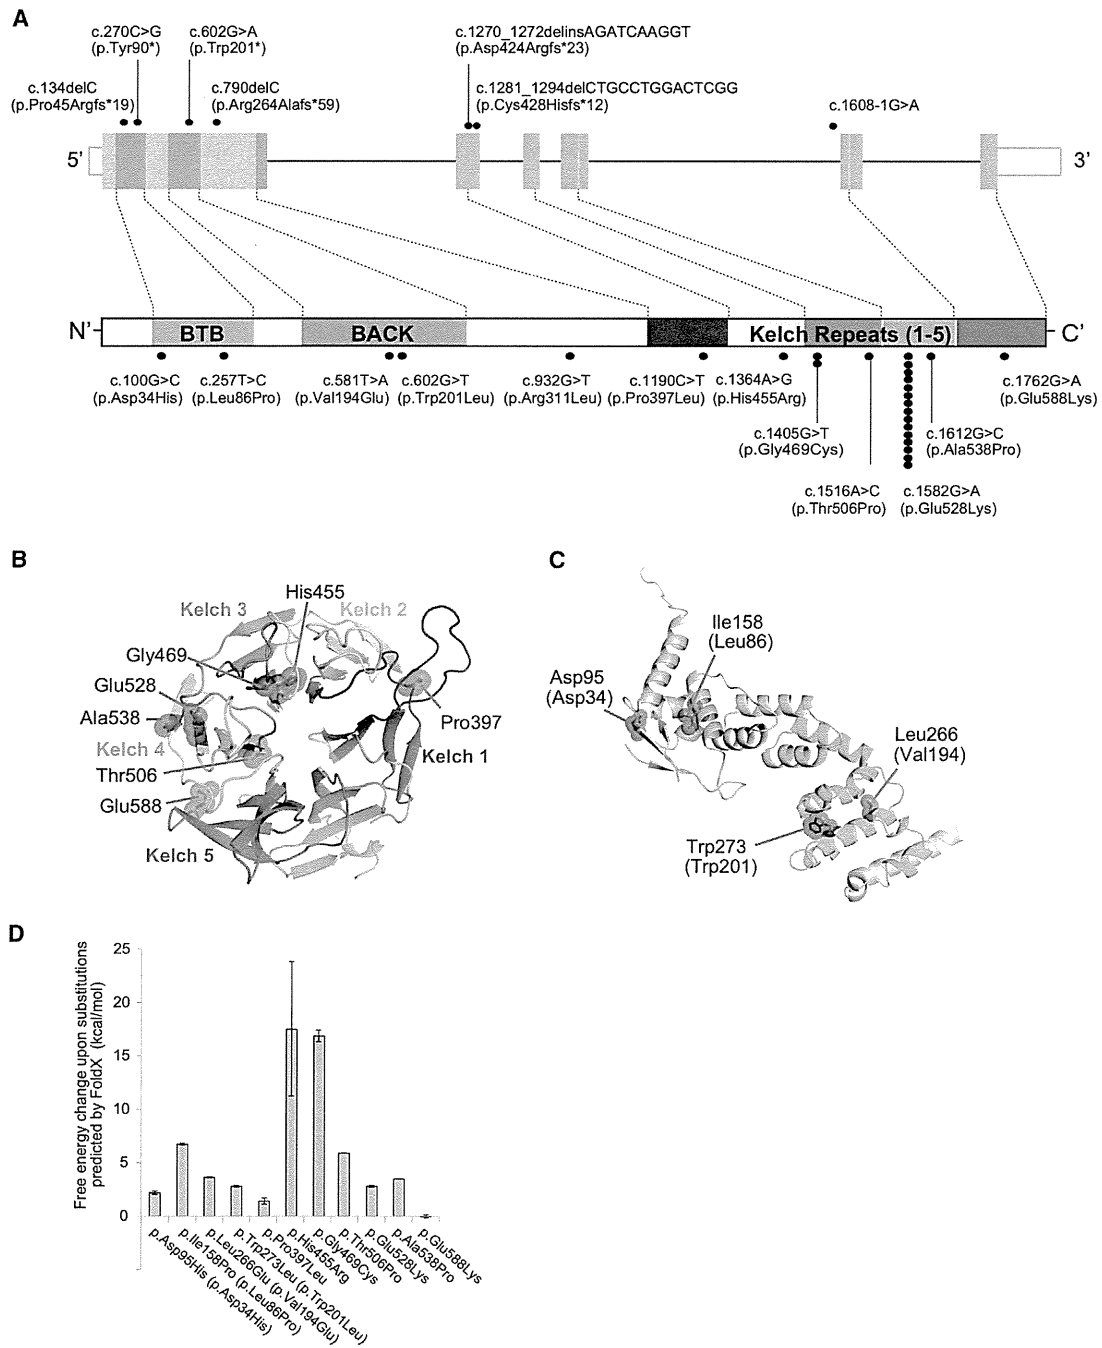 A
c.270C>G
(p.Tyr90*)
c.602G>A
(p.Trp201*)
c.1270_1272delinsAGATCAAGGT
(p.Asp424Argfs*23)
c.134delC
(p.Pro45Argfs*19)
c.790delC
(p.Arg264Alafs*59)
c.1281_1294delCTGCCTGGACTCGG
(p.Cys428Hisfs*12)
c.1608-1G>A
5’
3’
N’
BTB
BACK
Kelch Repeats (1-5)
C’
c.100G>C
(p.Asp34His)
c.257T>C
(p.Leu86Pro)
c.581T>A
(p.Val194Glu)
c.602G>T
(p.Trp201Leu)
c.932G>T
(p.Arg311Leu)
c.1190C>T
(p.Pro397Leu)
c.1364A>G
(p.His455Arg)
c.1762G>A
(p.Glu588Lys)
c.1405G>T
(p.Gly469Cys)
c.1612G>C
(p.Ala538Pro)
c.1516A>C
(p.Thr506Pro)
c.1582G>A
(p.Glu528Lys)
B
His455
Kelch 3
Kelch 2
Gly469
Glu528
Ala538
Pro397
Kelch 4
Kelch 1
Thr506
Glu588
Kelch 5
C
Ile158
(Leu86)
Asp95
(Asp34)
Leu266
(Val194)
Trp273
(Trp201)
D
Free energy change upon substitutions
predicted by FoldX (kcal/mol)
25
20
15
10
5
0
p.Asp95His (p.Asp34His)
p.Ile158Pro (p.Leu86Pro)
p.Leu266Glu (p.Val194Glu)
p.Trp273Leu (p.Trp201Leu)
p.Pro397Leu
p.His455Arg
p.Gly469Cys
p.Thr506Pro
p.Glu528Lys
p.Ala538Pro
p.Glu588Lys